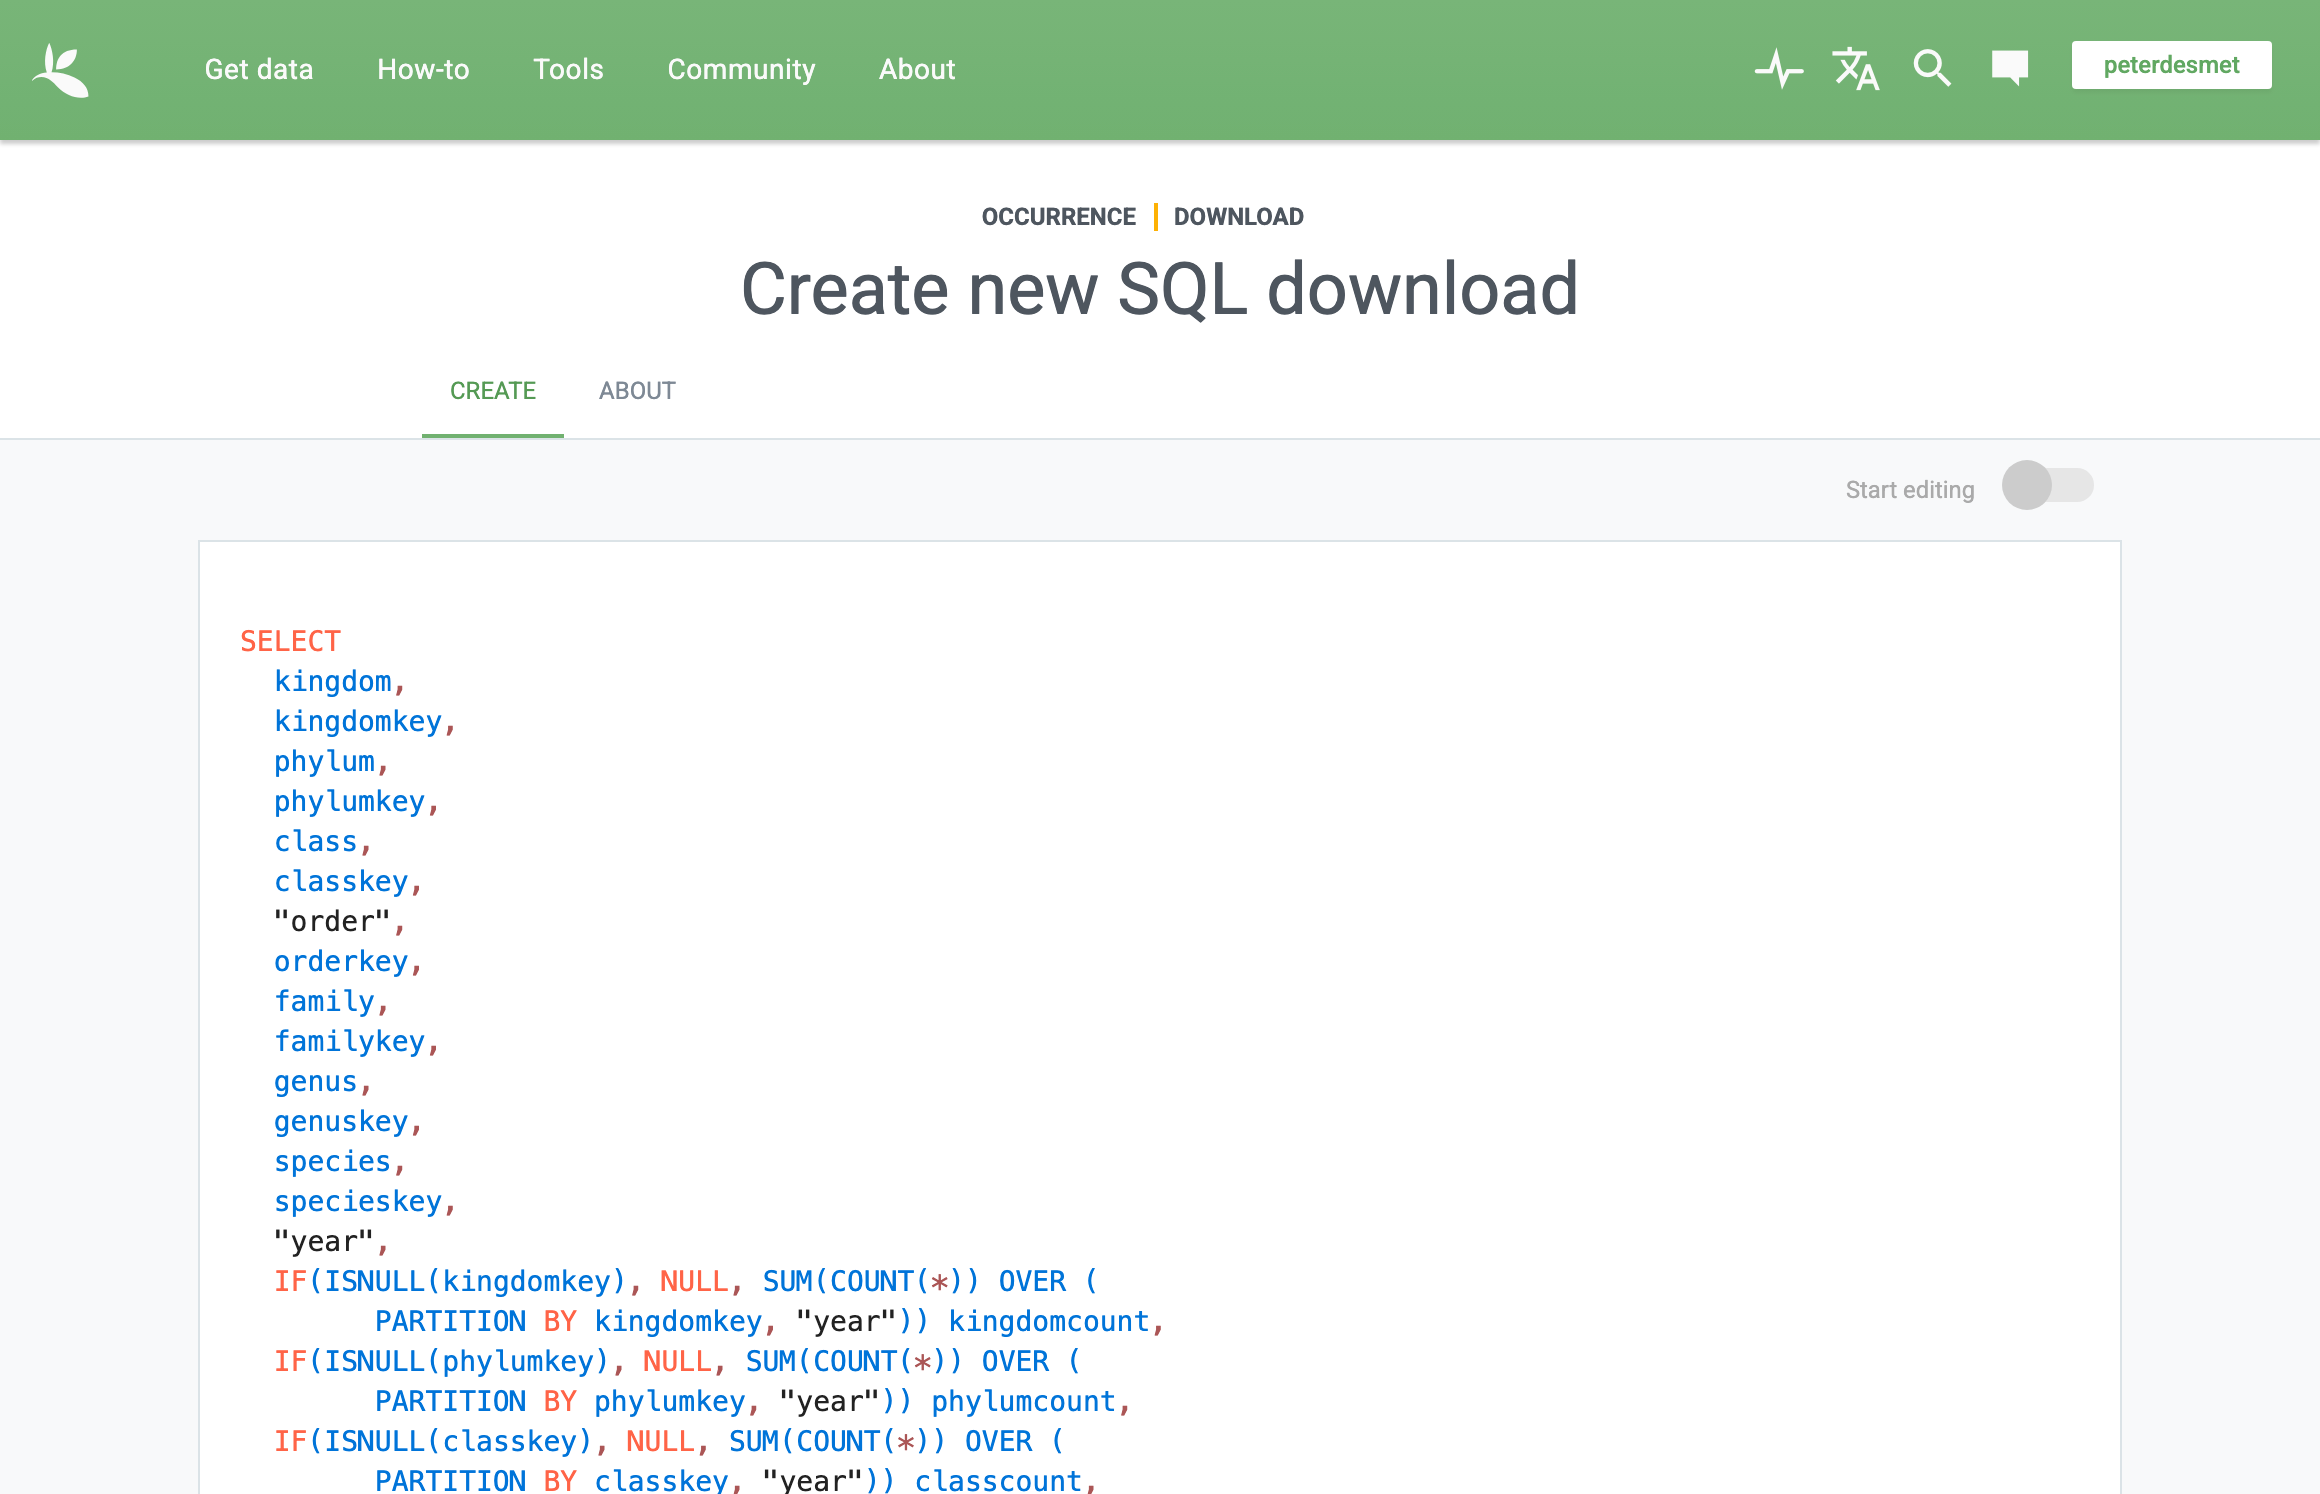 Get data How-to Tools Community About peterdesmet
OCCURRENCE DOWNLOAD
Create new SQL download
CREATE ABOUT
Start editing
SELECT
  kingdom,
  kingdomkey,
  phylum,
  phylumkey,
  class,
  classkey,
  "order",
  orderkey,
  family,
  familykey,
  genus,
  genuskey,
  species,
  specieskey,
  "year",
  IF(ISNULL(kingdomkey), NULL, SUM(COUNT(*)) OVER (
        PARTITION BY kingdomkey, "year")) kingdomcount,
  IF(ISNULL(phylumkey), NULL, SUM(COUNT(*)) OVER (
        PARTITION BY phylumkey, "year")) phylumcount,
  IF(ISNULL(classkey), NULL, SUM(COUNT(*)) OVER (
        PARTITION BY classkey, "year")) classcount,